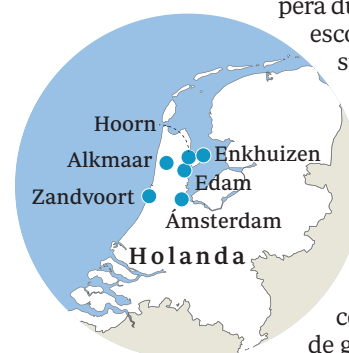 pera du
esco
s
Hoorn
Alkmaar
Enkhuizen
Edam
Zandvoort
Ámsterdam
Holanda
c
de g